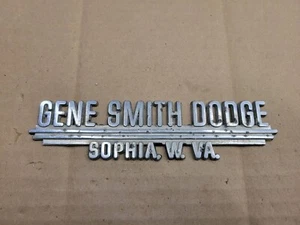 GENE SMITH DODGE
SOPHIA, W. VA.